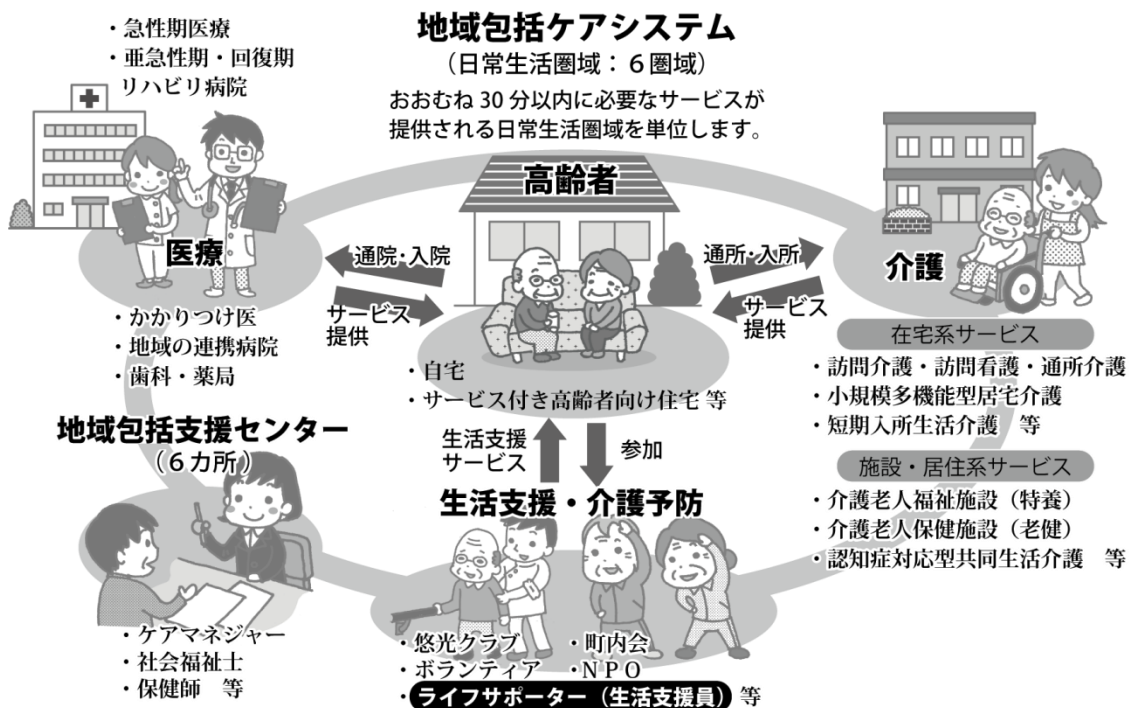 地域包括ケアシステム
（日常生活圏域：６圏域）
おおむね 30 分以内に必要なサービスが
提供される日常生活圏域を単位します。
・急性期医療
・亜急性期・回復期
リハビリ病院
医療
・かかりつけ医
・地域の連携病院
・歯科・薬局
通院・入院
サービス
提供
高齢者
・自宅
・サービス付き高齢者向け住宅 等
通所・入所
サービス
提供
介護
在宅系サービス
・訪問介護・訪問看護・通所介護
・小規模多機能型居宅介護
・短期入所生活介護　等
施設・居住系サービス
・介護老人福祉施設（特養）
・介護老人保健施設（老健）
・認知症対応型共同生活介護　等
地域包括支援センター
（６カ所）
・ケアマネジャー
・社会福祉士
・保健師　等
生活支援
サービス
参加
生活支援・介護予防
・悠光クラブ　・町内会
・ボランティア　・ＮＰＯ
・ライフサポーター（生活支援員）等